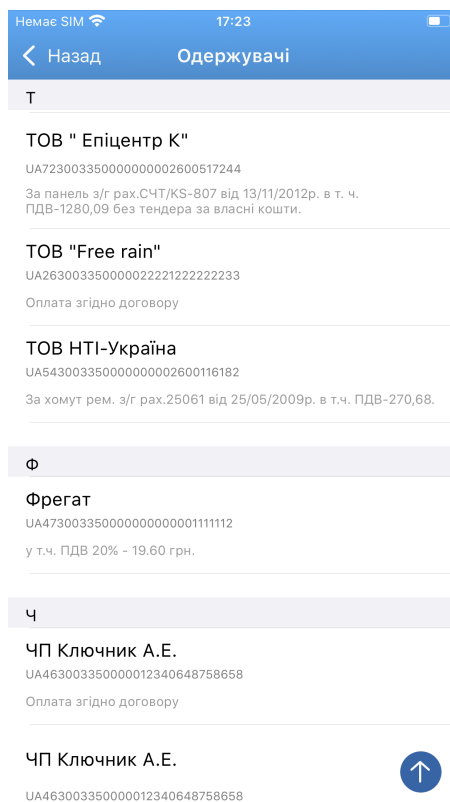 Немає SIM 17:23
Назад Одержувачі
Т
ТОВ " Епіцентр К"
UA723003350000000002600517244
За панель з/г рах.СЧТ/KS-807 від 13/11/2012р. в т. ч.
ПДВ-1280,09 без тендера за власні кошти.
ТОВ "Free rain"
UA263003350000022221222222233
Оплата згідно договору
ТОВ НТІ-Україна
UA543003350000000002600116182
За хомут рем. з/г рах.25061 від 25/05/2009р. в т.ч. ПДВ-270,68.
Ф
Фрегат
UA473003350000000000001111112
у т.ч. ПДВ 20% - 19.60 грн.
Ч
ЧП Ключник А.Е.
UA463003350000012340648758658
Оплата згідно договору
ЧП Ключник А.Е.
UA463003350000012340648758658